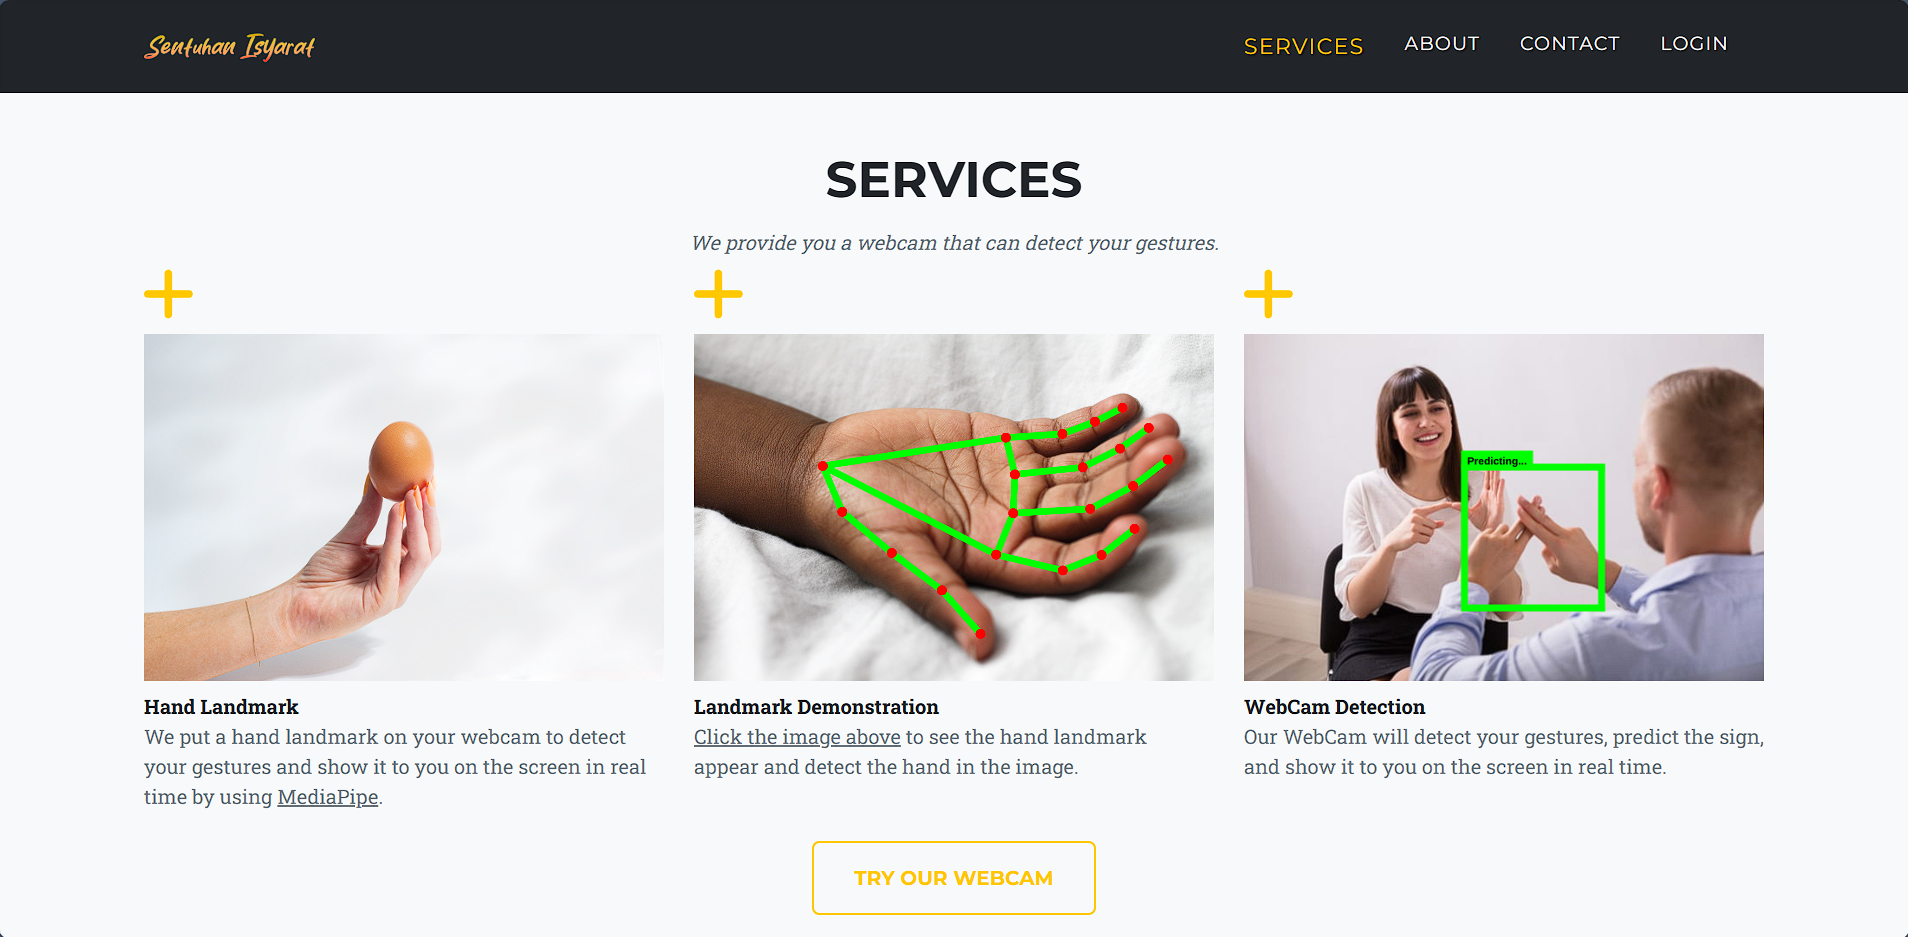 Sentuhan Isyarat
SERVICES
ABOUT
CONTACT
LOGIN
SERVICES
We provide you a webcam that can detect your gestures.
Hand Landmark
We put a hand landmark on your webcam to detect
your gestures and show it to you on the screen in real
time by using MediaPipe.
Landmark Demonstration
Click the image above to see the hand landmark
appear and detect the hand in the image.
Predicting...
WebCam Detection
Our WebCam will detect your gestures, predict the sign,
and show it to you on the screen in real time.
TRY OUR WEBCAM